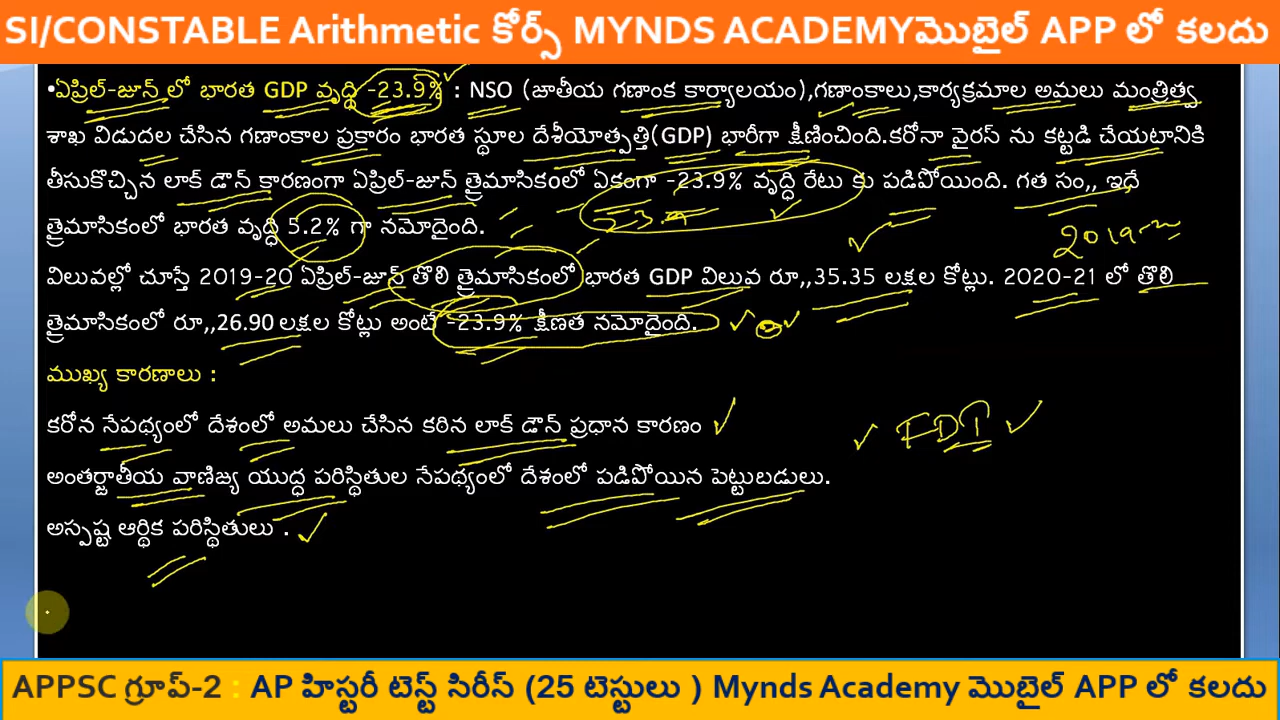 SI/CONSTABLE Arithmetic కోర్స్ MYNDS ACADEMYమొబైల్ APP లో కలదు
•ఏప్రిల్-జూన్ లో భారత GDP వృద్ధి -23.9% : NSO (జాతీయ గణాంక కార్యాలయం),గణాంకాలు,కార్యక్రమాల అమలు మంత్రిత్వ
శాఖ విడుదల చేసిన గణాంకాల ప్రకారం భారత స్థూల దేశీయోత్పత్తి(GDP) భారీగా క్షీణించింది.కరోనా వైరస్ ను కట్టడి చేయటానికి
తీసుకొచ్చిన లాక్ డౌన్ కారణంగా ఏప్రిల్-జూన్ త్రైమాసికంలో ఏకంగా -23.9% వృద్ధి రేటు కు పడిపోయింది. గత సం,, ఇదే
త్రైమాసికంలో భారత వృద్ధి 5.2% గా నమోదైంది.
23.9
2019-20
విలువల్లో చూస్తే 2019-20 ఏప్రిల్-జూన్ తొలి త్రైమాసికంలో భారత GDP విలువ రూ,,35.35 లక్షల కోట్లు. 2020-21 లో తొలి
త్రైమాసికంలో రూ,,26.90 లక్షల కోట్లు అంటే -23.9% క్షీణత నమోదైంది.
ముఖ్య కారణాలు :
కరోన నేపథ్యంలో దేశంలో అమలు చేసిన కఠిన లాక్ డౌన్ ప్రధాన కారణం
FDI
అంతర్జాతీయ వాణిజ్య యుద్ధ పరిస్థితుల నేపథ్యంలో దేశంలో పడిపోయిన పెట్టుబడులు.
అస్పష్ట ఆర్థిక పరిస్థితులు .
APPSC గ్రూప్-2 : AP హిస్టరీ టెస్ట్ సిరీస్ (25 టెస్టులు ) Mynds Academy మొబైల్ APP లో కలదు